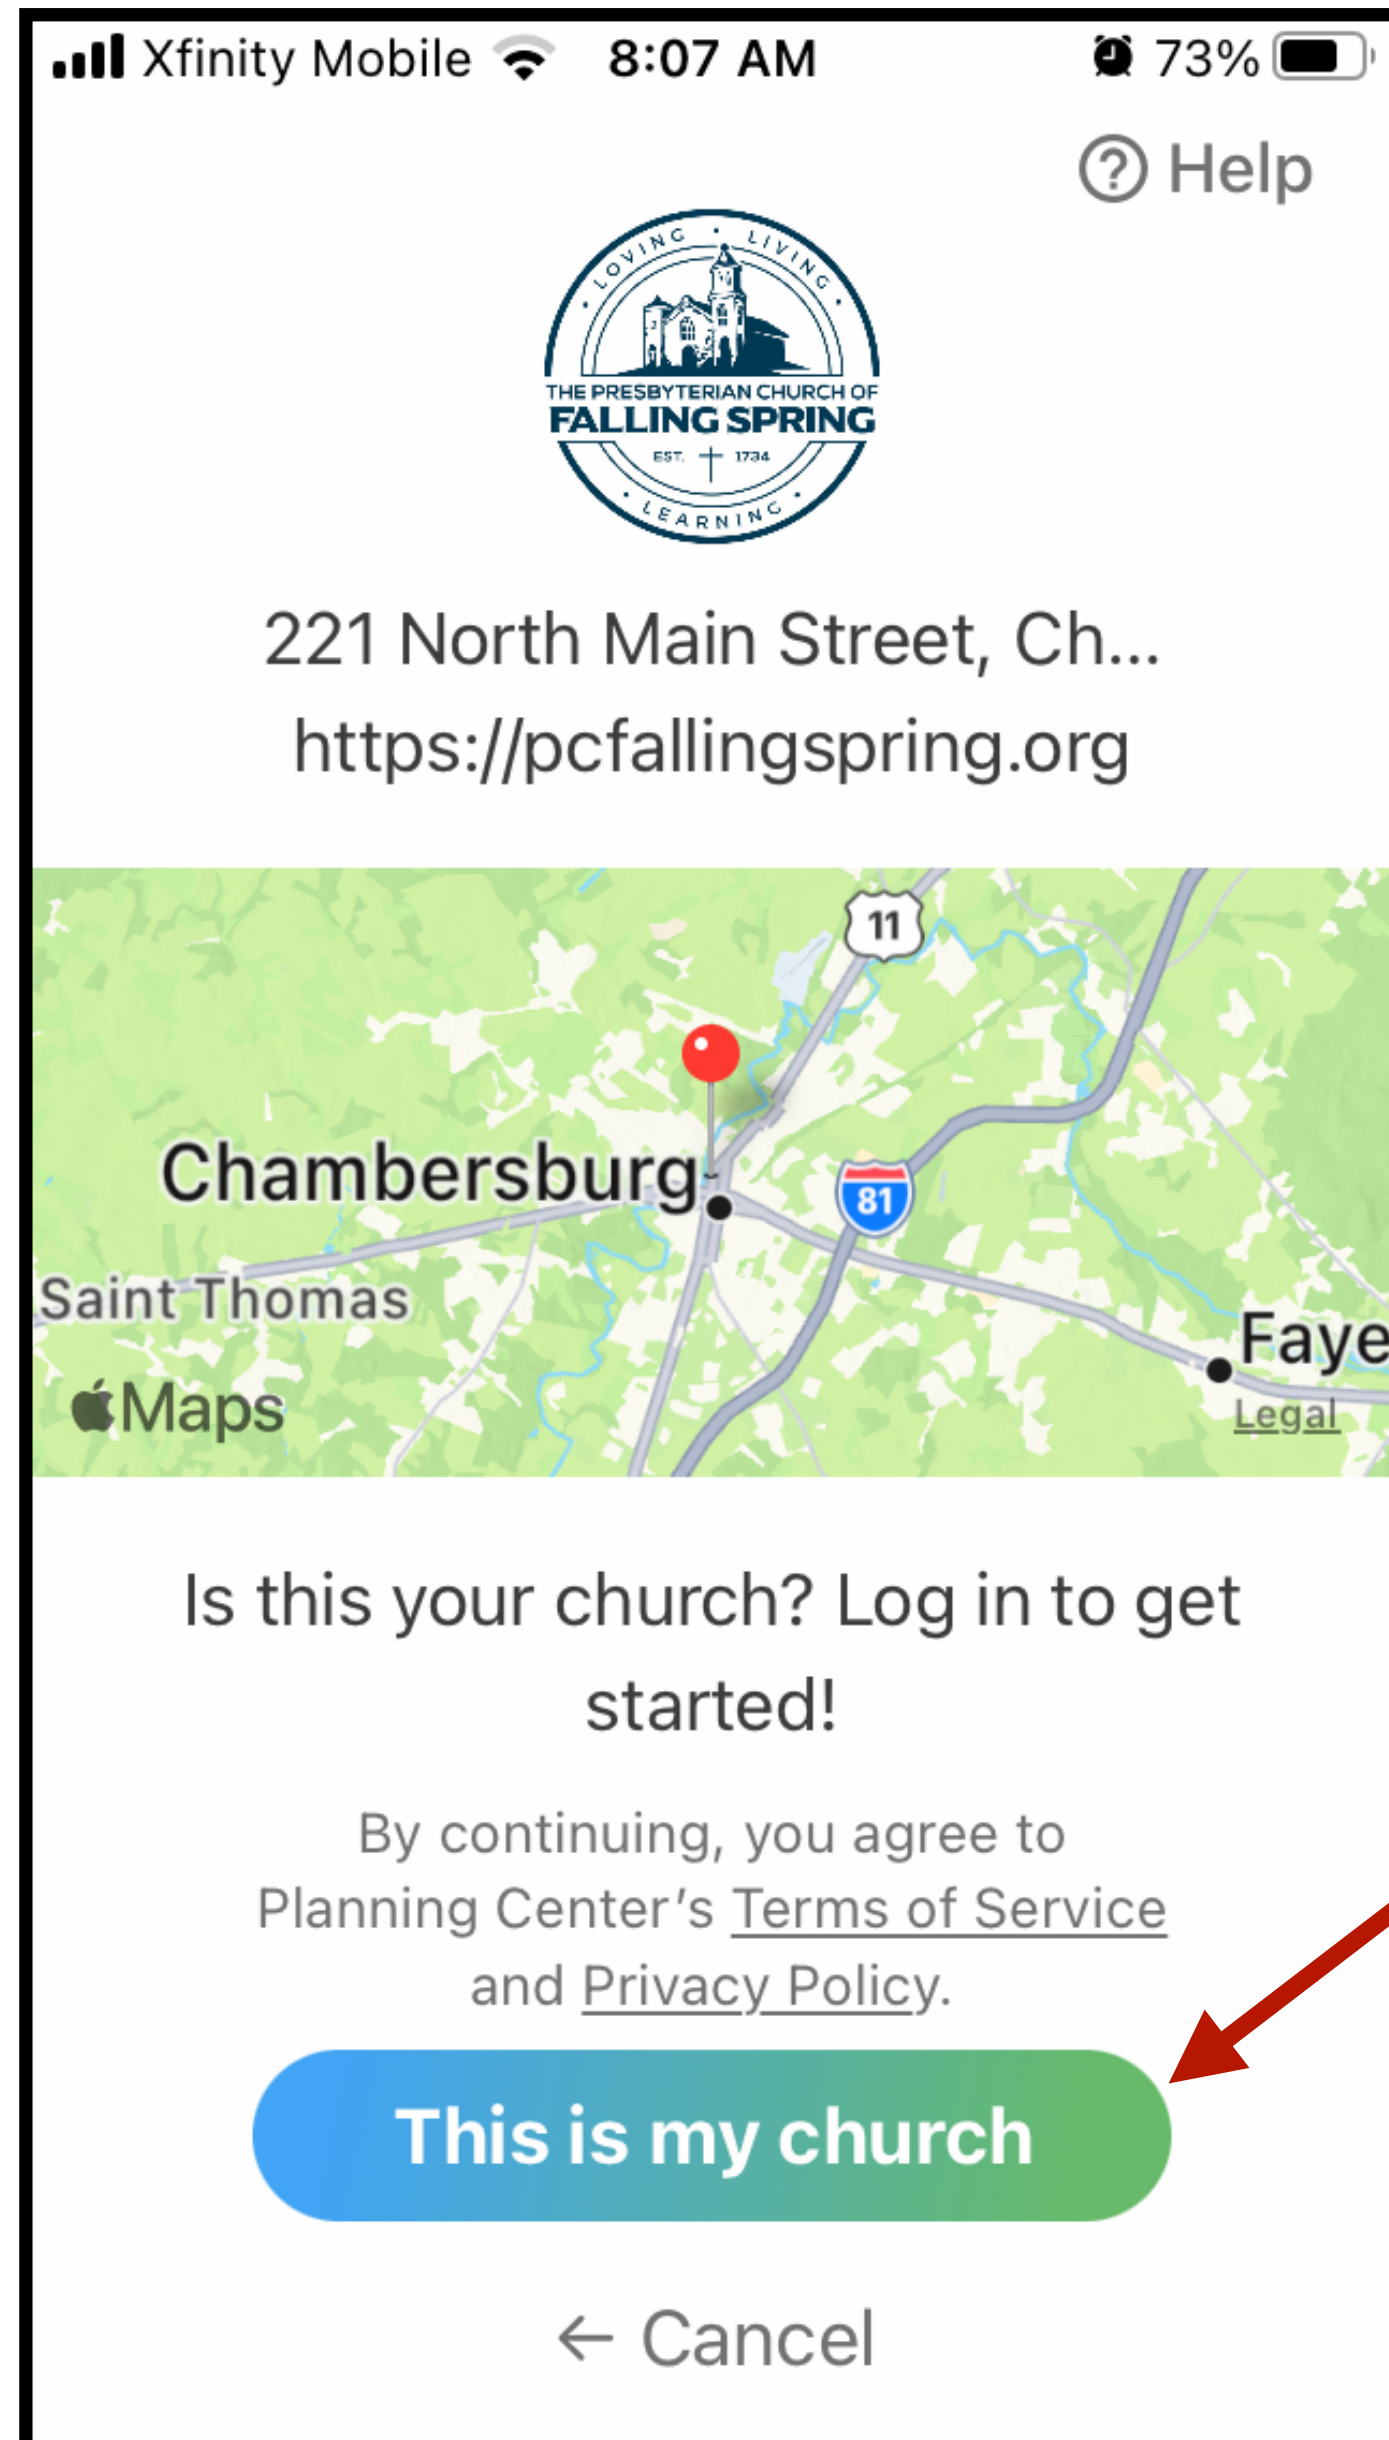 Xfinity Mobile 8:07 AM 73%
Help
LOVING · LIVING
THE PRESBYTERIAN CHURCH OF
FALLING SPRING
EST. 1734
LEARNING
221 North Main Street, Ch...
https://pcfallingspring.org
11
Chambersburg
81
Saint Thomas
Faye
Maps
Legal
Is this your church? Log in to get
started!
By continuing, you agree to
Planning Center's Terms of Service
and Privacy Policy.
This is my church
← Cancel